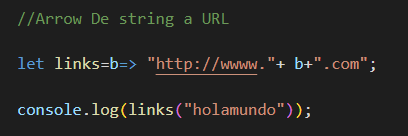 //Arrow De string a URL
let links=b=> "http://wwww."+ b+".com";
console.log(links("holamundo"));